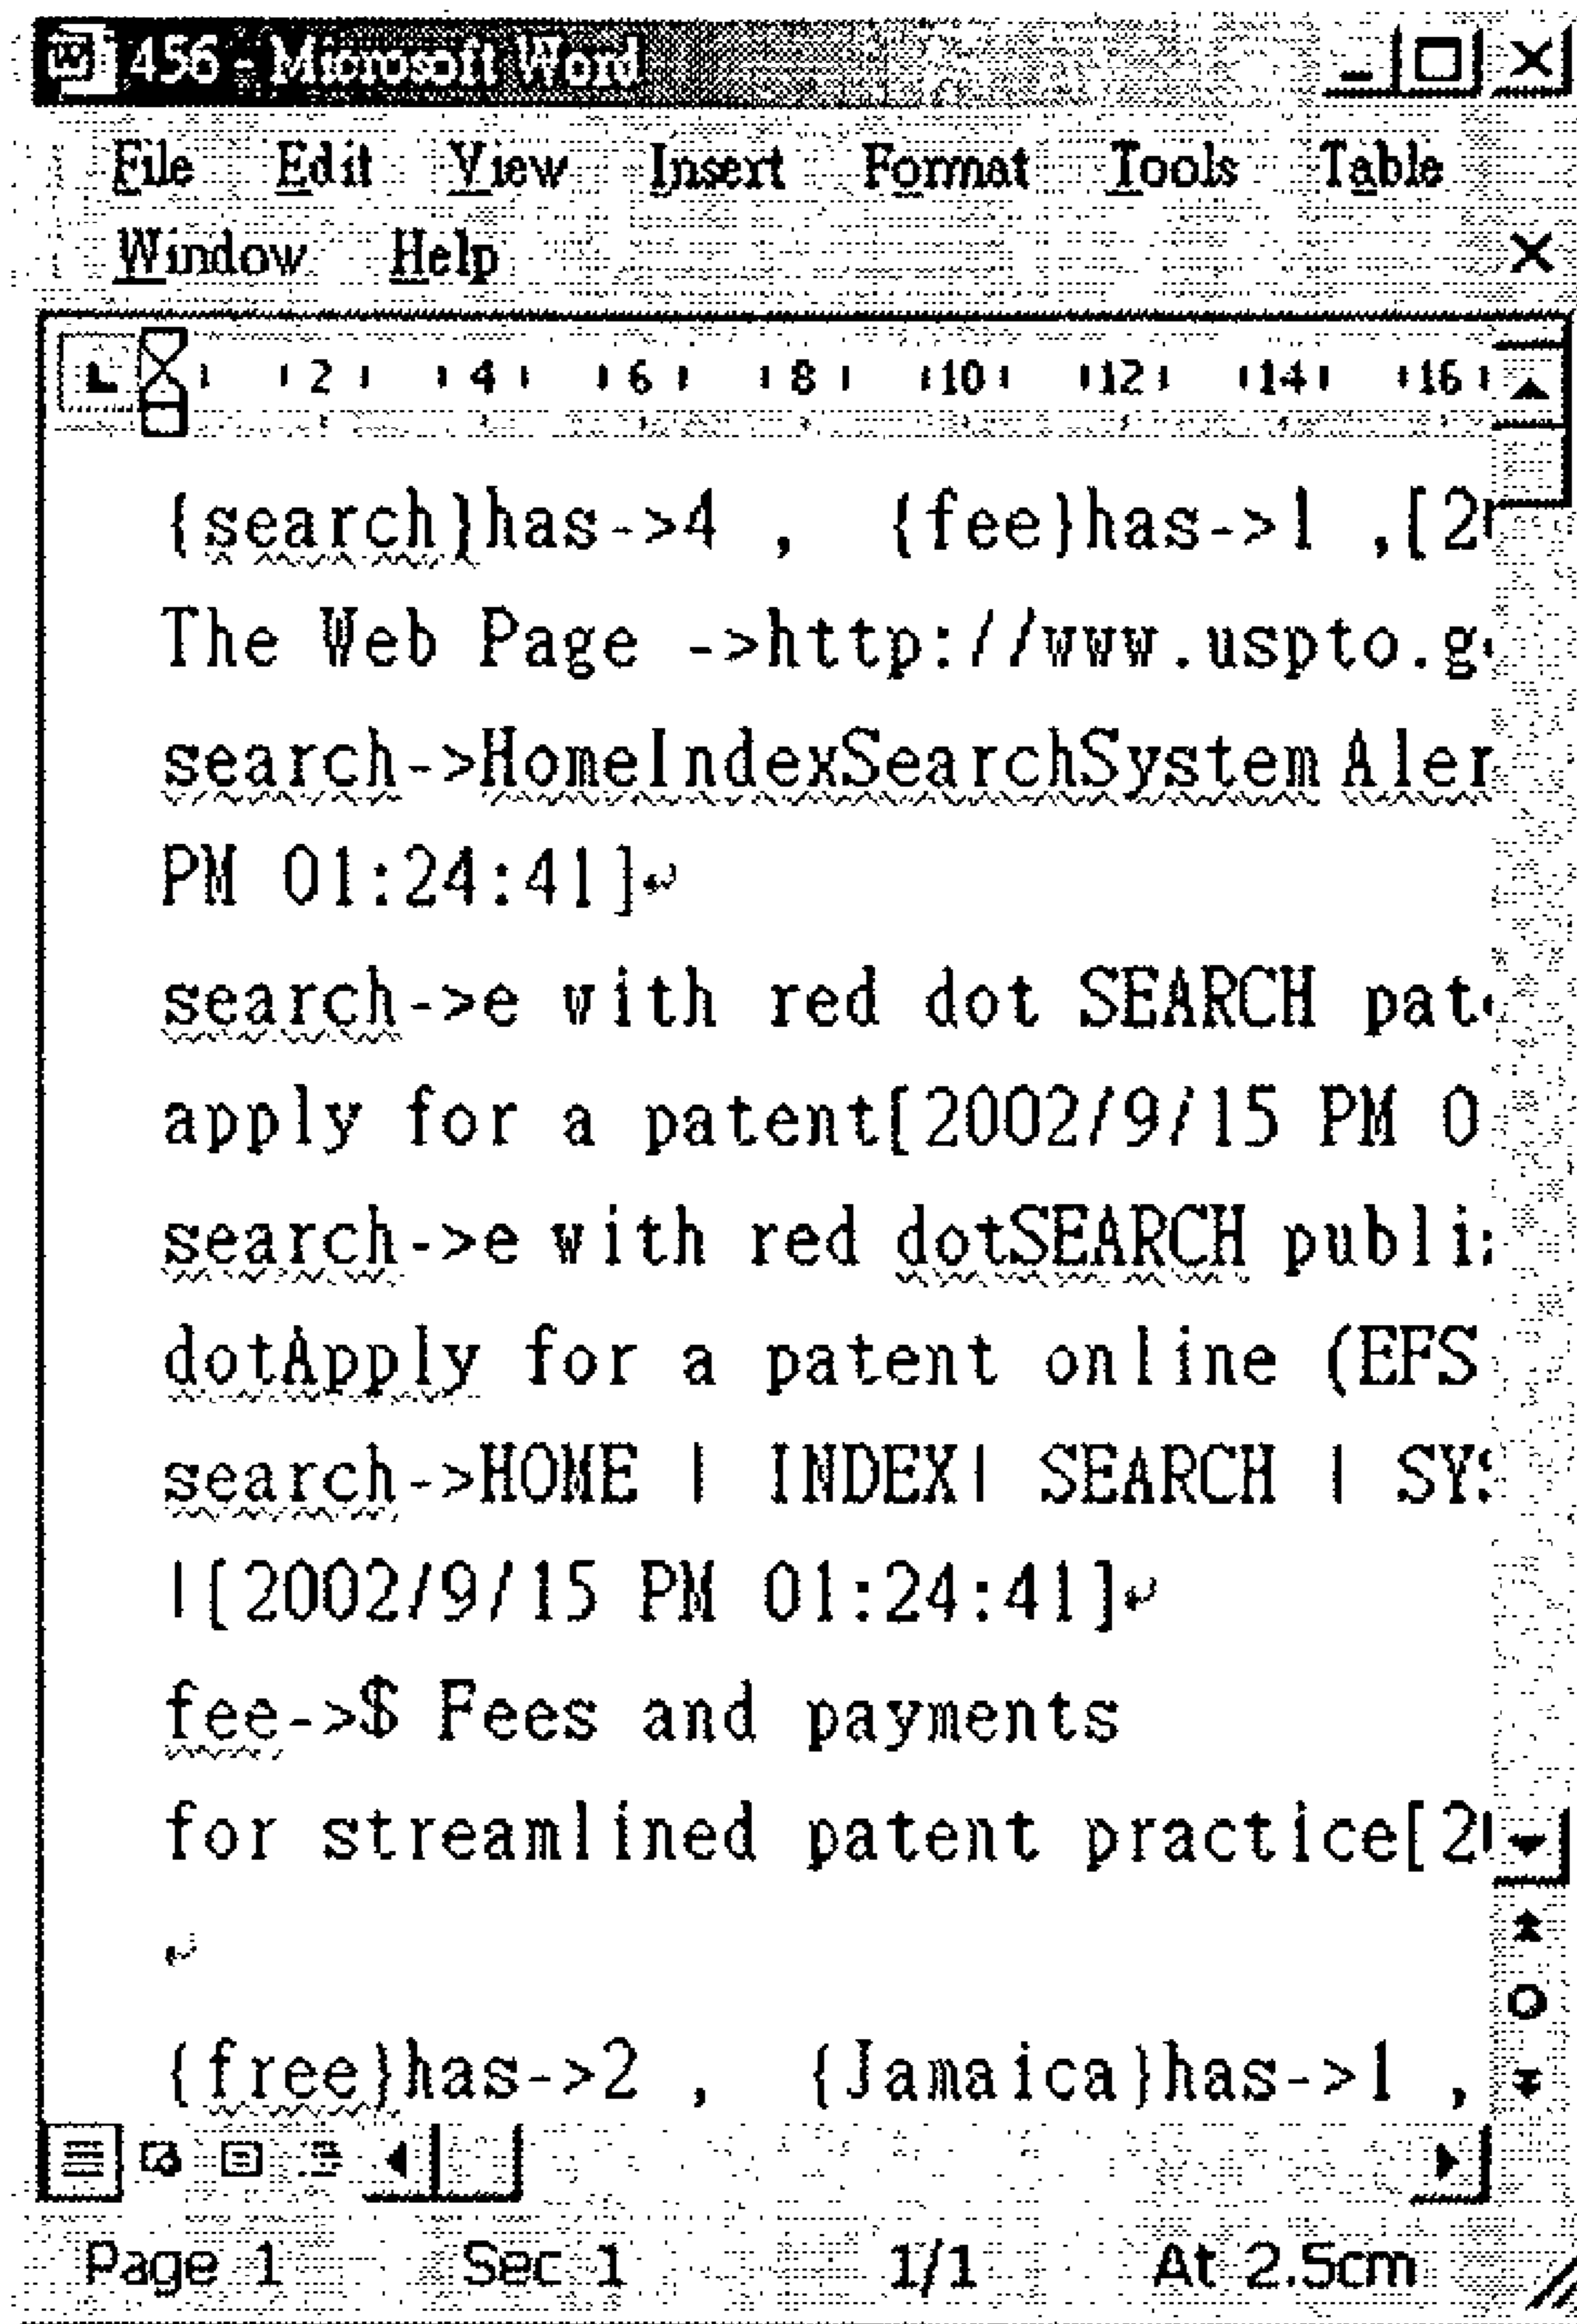 456 - Microsoft Word
File Edit View Insert Format Tools Table
Window Help
2 4 6 8 10 12 14 16
{search}has->4 , {fee}has->1 ,[2
The Web Page ->http://www.uspto.g
search->HomeIndexSearchSystem Aler
PM 01:24:41]
search->e with red dot SEARCH pat
apply for a patent[2002/9/15 PM 0
search->e with red dotSEARCH publi
dotApply for a patent online (EFS
search->HOME | INDEX| SEARCH | SYS
|[2002/9/15 PM 01:24:41]
fee->$ Fees and payments
for streamlined patent practice[2
{free}has->2 , {Jamaica}has->1 ,
Page 1 Sec 1 1/1 At 2.5cm